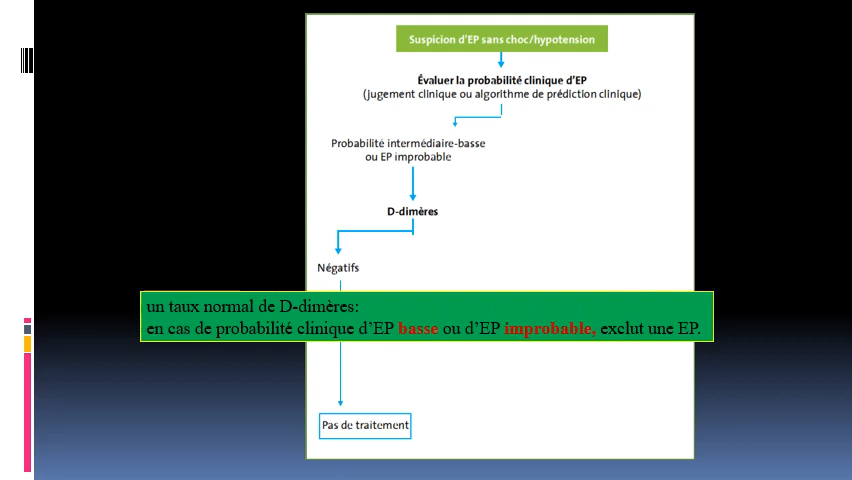 Suspicion d'EP sans choc/hypotension
Évaluer la probabilité clinique d'EP
(jugement clinique ou algorithme de prédiction clinique)
Probabilité intermédiaire-basse
ou EP improbable
D-dimères
Négatifs
un taux normal de D-dimères:
en cas de probabilité clinique d'EP basse ou d'EP improbable, exclut une EP.
Pas de traitement